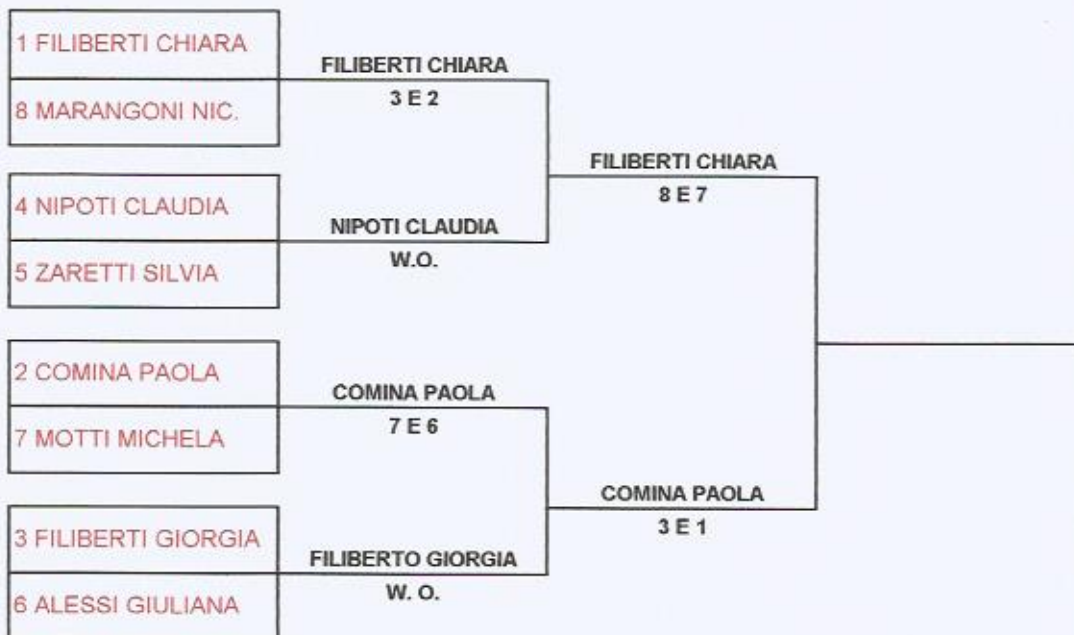 1 FILIBERTI CHIARA
8 MARANGONI NIC.
4 NIPOTI CLAUDIA
5 ZARETTI SILVIA
2 COMINA PAOLA
7 MOTTI MICHELA
3 FILIBERTI GIORGIA
6 ALESSI GIULIANA
FILIBERTI CHIARA
3 E 2
NIPOTI CLAUDIA
W.O.
COMINA PAOLA
7 E 6
FILIBERTO GIORGIA
W. O.
FILIBERTI CHIARA
8 E 7
COMINA PAOLA
3 E 1